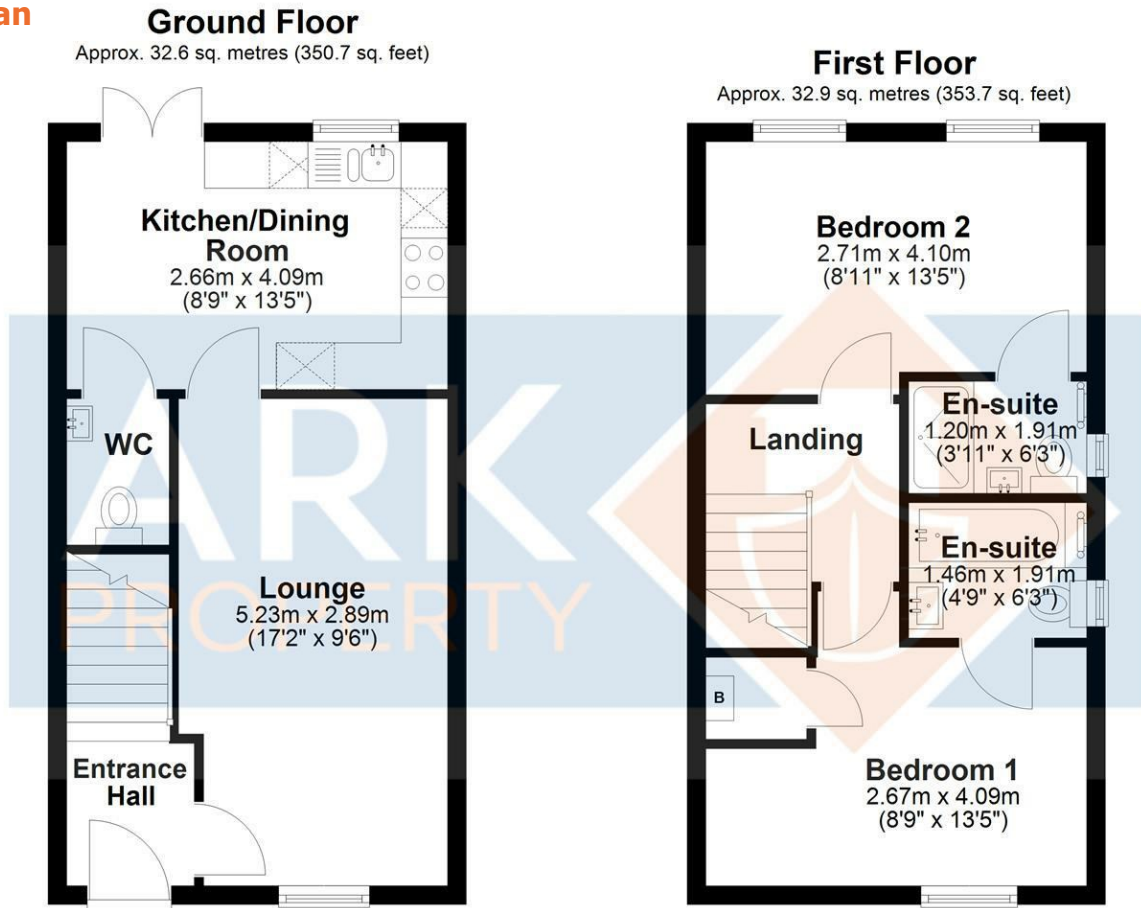 an
Ground Floor
Approx. 32.6 sq. metres (350.7 sq. feet)
Kitchen/Dining
Room
2.66m x 4.09m
(8'9" x 13'5")
WC
Lounge
5.23m x 2.89m
(17'2" x 9'6")
Entrance
Hall
First Floor
Approx. 32.9 sq. metres (353.7 sq. feet)
Bedroom 2
2.71m x 4.10m
(8'11" x 13'5")
En-suite
1.20m x 1.91m
(3'11" x 6'3")
Landing
En-suite
1.46m x 1.91m
(4'9" x 6'3")
B
Bedroom 1
2.67m x 4.09m
(8'9" x 13'5")
ARK
PROPERTY